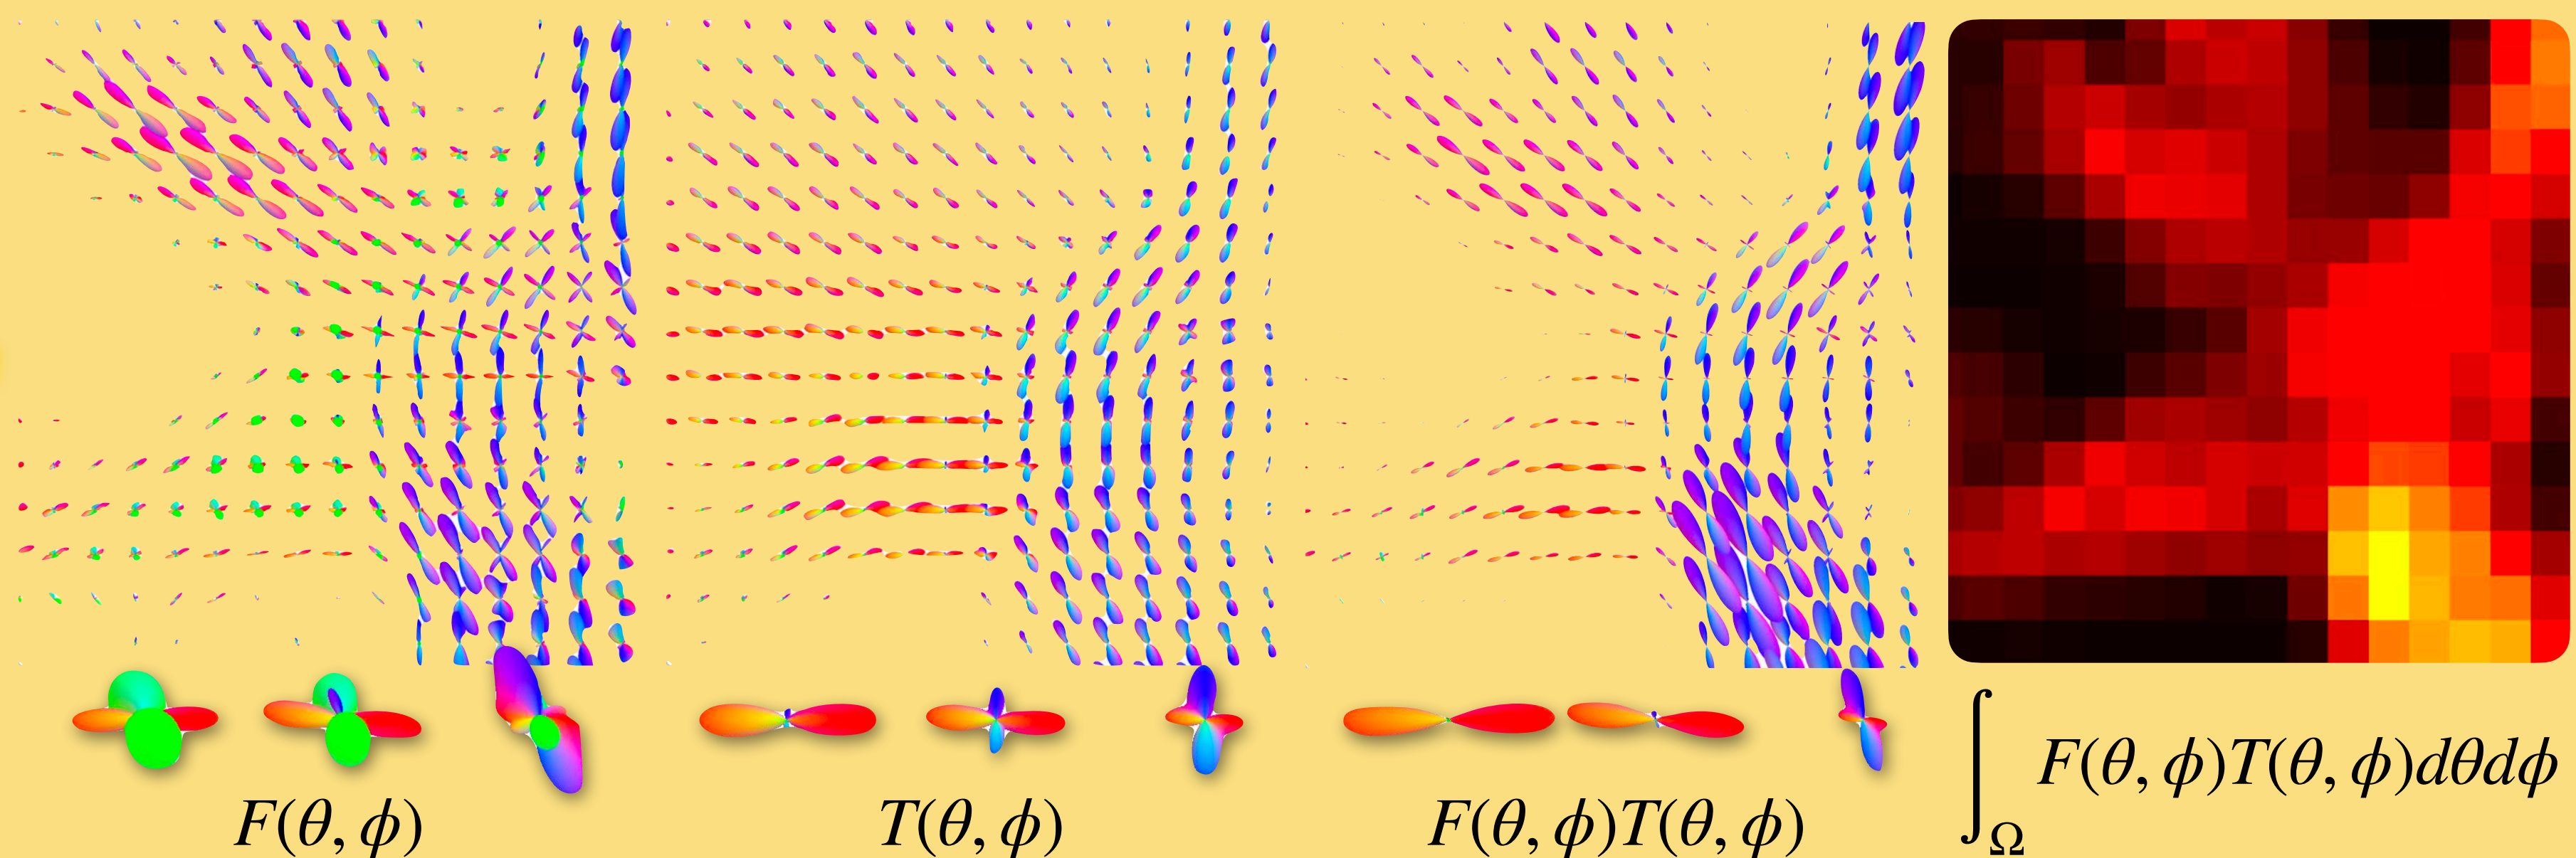 F(θ, ϕ)
T(θ, ϕ)
F(θ, ϕ)T(θ, ϕ)
∫_Ω F(θ, ϕ)T(θ, ϕ)dθdϕ